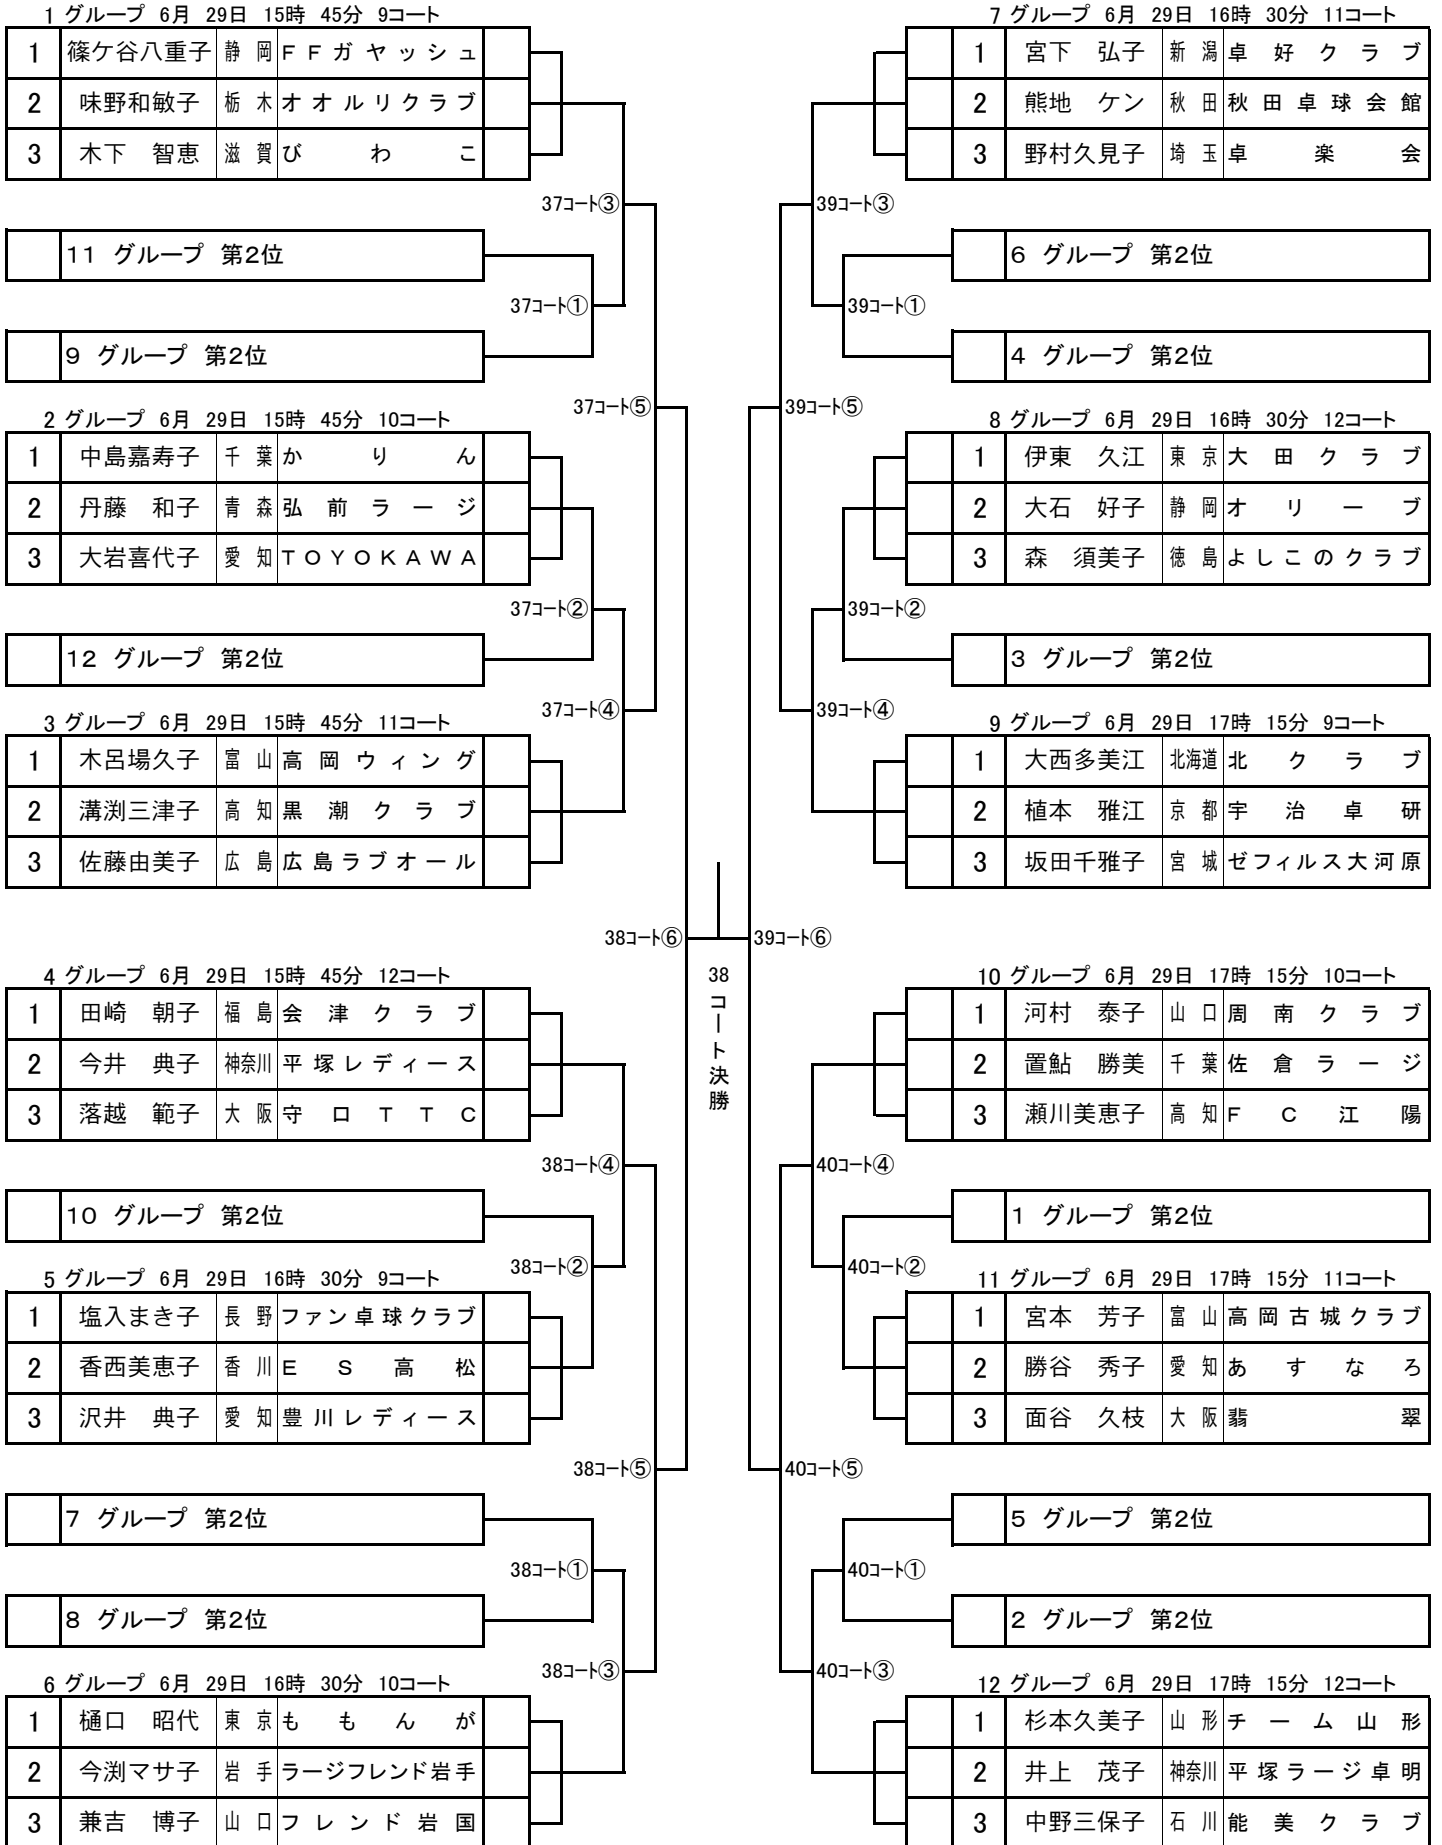 1 グループ 6月 29日 15時 45分 9コート
1 篠ケ谷八重子 静岡 FFガヤッシュ
2 味野和敏子 栃木 オオルリクラブ
3 木下 智恵 滋賀 びわこ
37コート③
11 グループ 第2位
37コート①
9 グループ 第2位
37コート⑤
2 グループ 6月 29日 15時 45分 10コート
1 中島嘉寿子 千葉 かりん
2 丹藤 和子 青森 弘前ラージ
3 大岩喜代子 愛知 TOYOKAWA
37コート②
12 グループ 第2位
37コート④
3 グループ 6月 29日 15時 45分 11コート
1 木呂場久子 富山 高岡ウィング
2 溝渕三津子 高知 黒潮クラブ
3 佐藤由美子 広島 広島ラブオール
38コート⑥
4 グループ 6月 29日 15時 45分 12コート
1 田崎 朝子 福島 会津クラブ
2 今井 典子 神奈川 平塚レディース
3 落越 範子 大阪 守口TTC
38コート④
10 グループ 第2位
38コート②
5 グループ 6月 29日 16時 30分 9コート
1 塩入まき子 長野 ファン卓球クラブ
2 香西美恵子 香川 ES高松
3 沢井 典子 愛知 豊川レディース
38コート⑤
7 グループ 第2位
38コート①
8 グループ 第2位
38コート③
6 グループ 6月 29日 16時 30分 10コート
1 樋口 昭代 東京 ももんが
2 今渕マサ子 岩手 ラージフレンド岩手
3 兼吉 博子 山口 フレンド岩国
38コート決勝
7 グループ 6月 29日 16時 30分 11コート
1 宮下 弘子 新潟 卓好クラブ
2 熊地 ケン 秋田 秋田卓球会館
3 野村久見子 埼玉 卓楽会
39コート③
6 グループ 第2位
39コート①
4 グループ 第2位
39コート⑤
8 グループ 6月 29日 16時 30分 12コート
1 伊東 久江 東京 大田クラブ
2 大石 好子 静岡 オリーブ
3 森 須美子 徳島 よしこのクラブ
39コート②
3 グループ 第2位
39コート④
9 グループ 6月 29日 17時 15分 9コート
1 大西多美江 北海道 北クラブ
2 植本 雅江 京都 宇治卓研
3 坂田千雅子 宮城 ゼフィルス大河原
39コート⑥
10 グループ 6月 29日 17時 15分 10コート
1 河村 泰子 山口 周南クラブ
2 置鮎 勝美 千葉 佐倉ラージ
3 瀬川美恵子 高知 FC江陽
40コート④
1 グループ 第2位
40コート②
11 グループ 6月 29日 17時 15分 11コート
1 宮本 芳子 富山 高岡古城クラブ
2 勝谷 秀子 愛知 あすなろ
3 面谷 久枝 大阪 翡翠
40コート⑤
5 グループ 第2位
40コート①
2 グループ 第2位
40コート③
12 グループ 6月 29日 17時 15分 12コート
1 杉本久美子 山形 チーム山形
2 井上 茂子 神奈川 平塚ラージ卓明
3 中野三保子 石川 能美クラブ